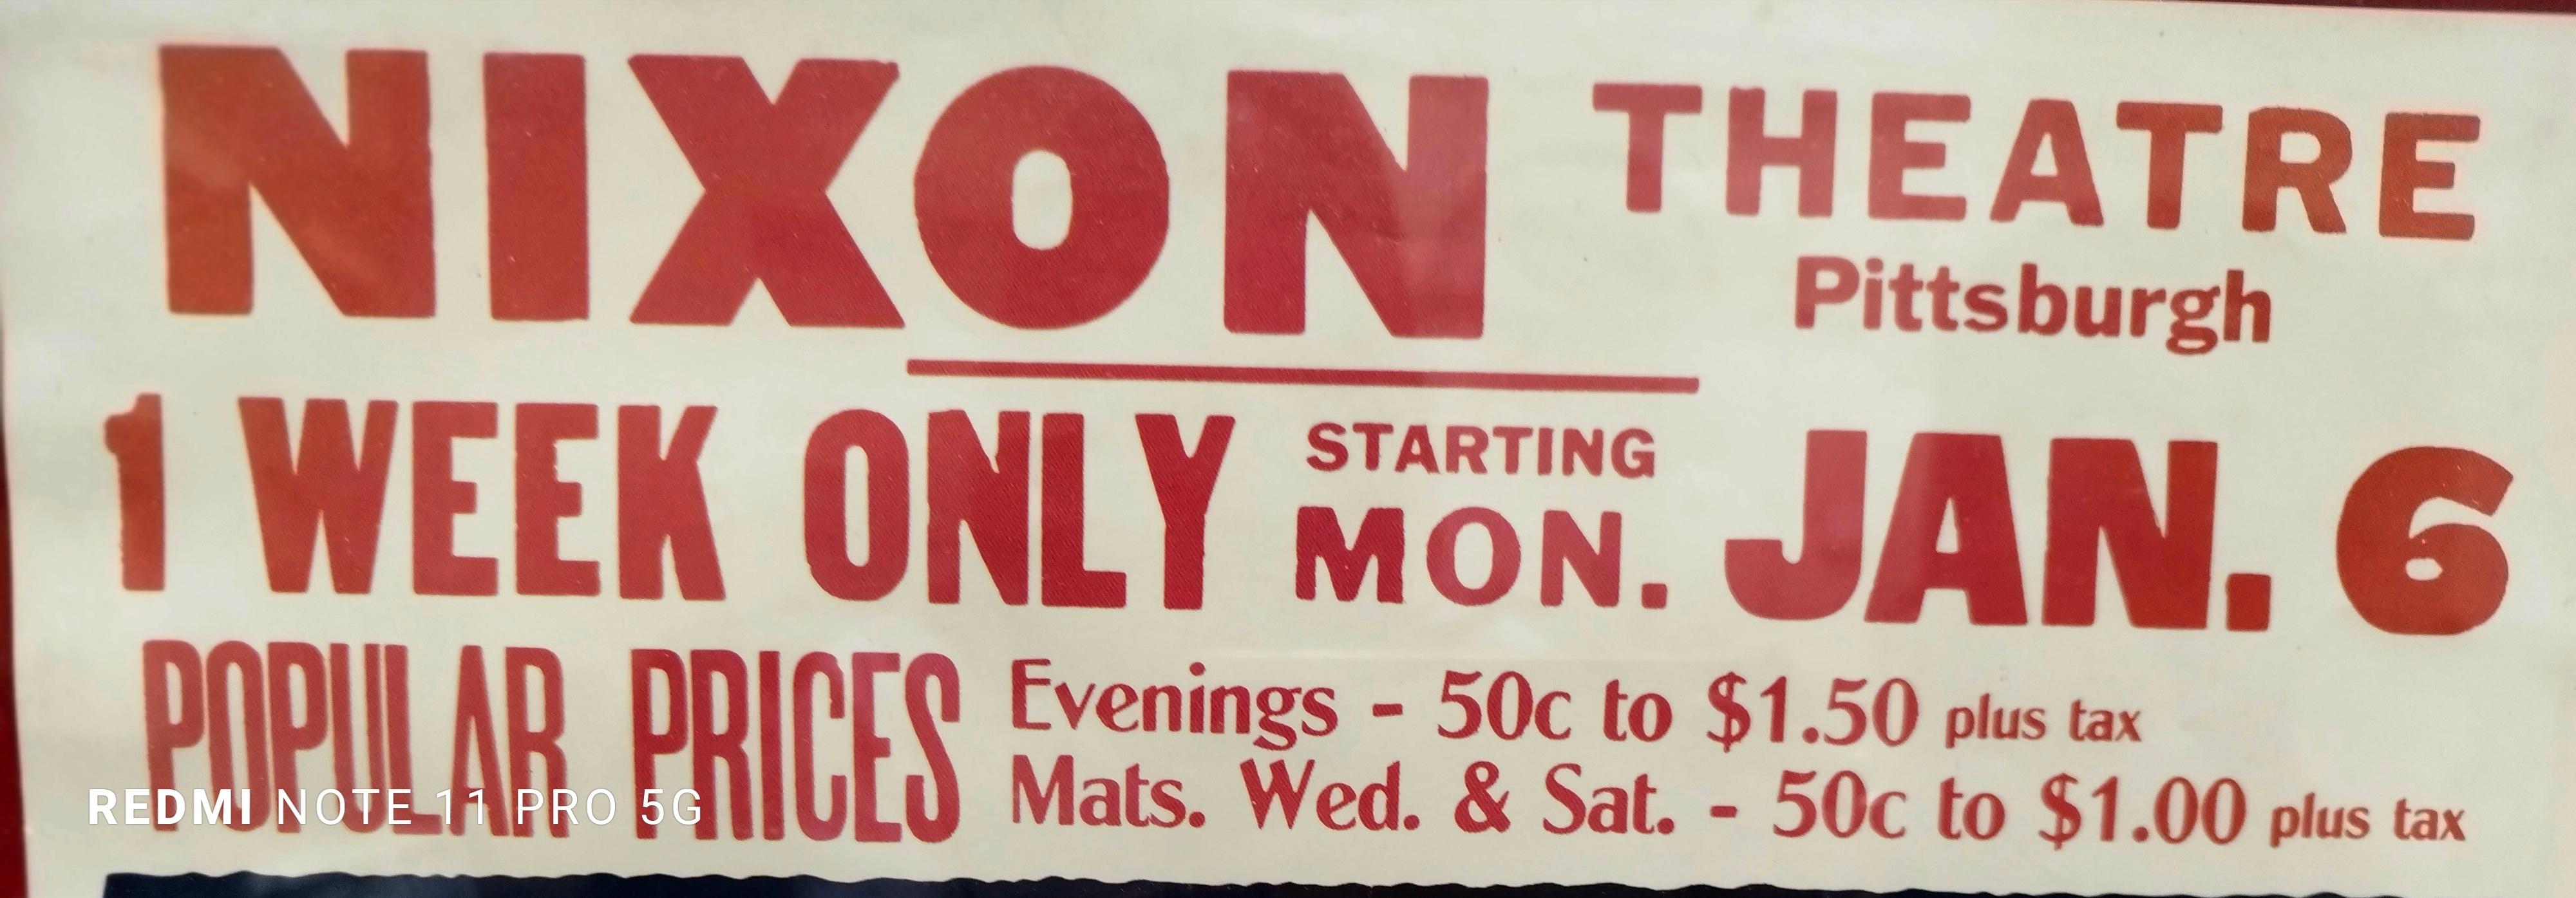 NIXON THEATRE
Pittsburgh
1 WEEK ONLY STARTING MON. JAN. 6
POPULAR PRICES
Evenings - 50c to $1.50 plus tax
Mats. Wed. & Sat. - 50c to $1.00 plus tax
REDMI NOTE 11 PRO 5G